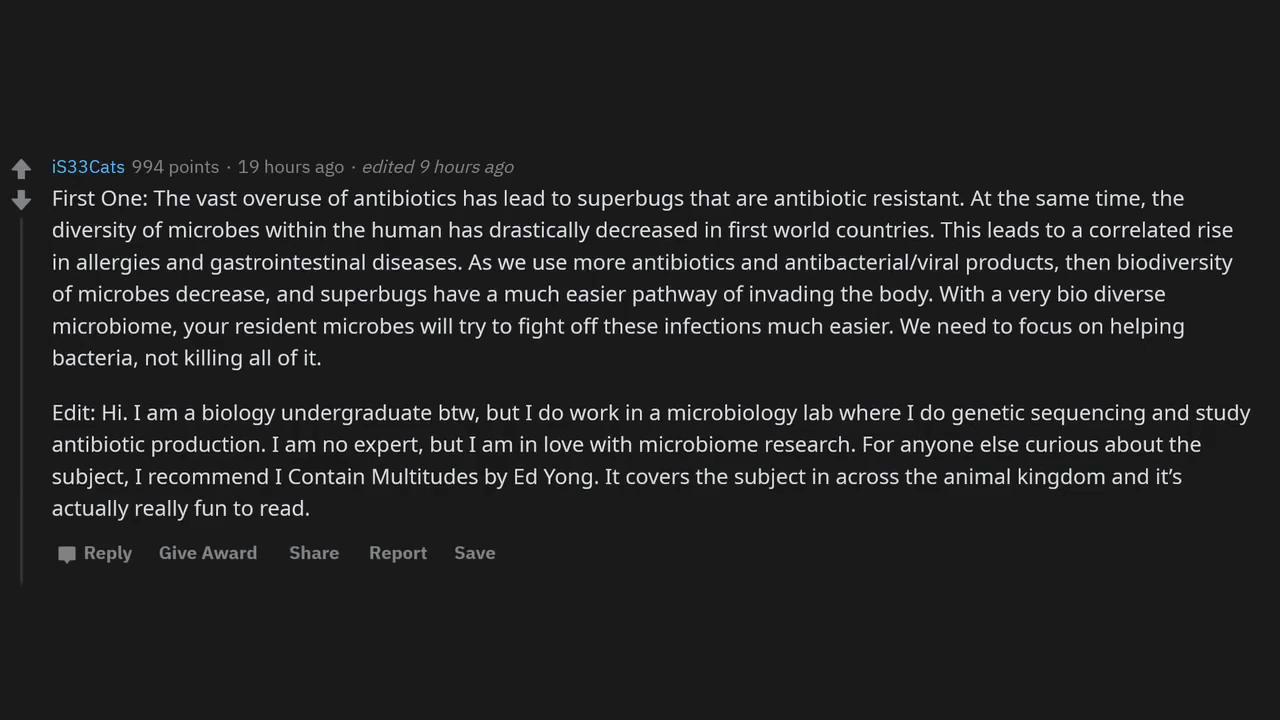 iS33Cats 994 points · 19 hours ago · edited 9 hours ago
First One: The vast overuse of antibiotics has lead to superbugs that are antibiotic resistant. At the same time, the
diversity of microbes within the human has drastically decreased in first world countries. This leads to a correlated rise
in allergies and gastrointestinal diseases. As we use more antibiotics and antibacterial/viral products, then biodiversity
of microbes decrease, and superbugs have a much easier pathway of invading the body. With a very bio diverse
microbiome, your resident microbes will try to fight off these infections much easier. We need to focus on helping
bacteria, not killing all of it.
Edit: Hi. I am a biology undergraduate btw, but I do work in a microbiology lab where I do genetic sequencing and study
antibiotic production. I am no expert, but I am in love with microbiome research. For anyone else curious about the
subject, I recommend I Contain Multitudes by Ed Yong. It covers the subject in across the animal kingdom and it’s
actually really fun to read.
Reply Give Award Share Report Save